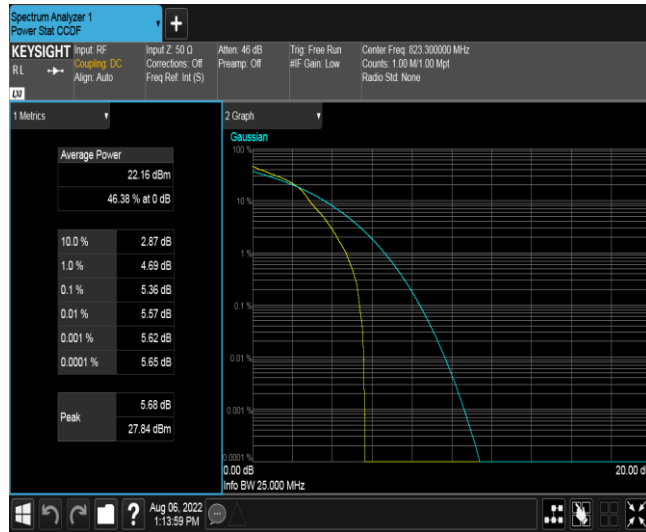 Spectrum Analyzer 1
Power Stat CCDF
+
KEYSIGHT
RL
LXI
Input: RF
Coupling: DC
Align: Auto
Input Z: 50 Ω
Corrections: Off
Freq Ref: Int (S)
Atten: 46 dB
Preamp: Off
Trig: Free Run
#IF Gain: Low
Center Freq: 823.300000 MHz
Counts: 1.00 M/1.00 Mpt
Radio Std: None
1 Metrics
Average Power
22.16 dBm
46.38 % at 0 dB
10.0 % 2.87 dB
1.0 % 4.69 dB
0.1 % 5.36 dB
0.01 % 5.57 dB
0.001 % 5.62 dB
0.0001 % 5.65 dB
Peak
5.68 dB
27.84 dBm
2 Graph
Gaussian
100 %
10 %
1 %
0.1 %
0.01 %
0.001 %
0.0001 %
0.00 dB
20.00 d
Info BW 25.000 MHz
?
Aug 06, 2022
1:13:59 PM